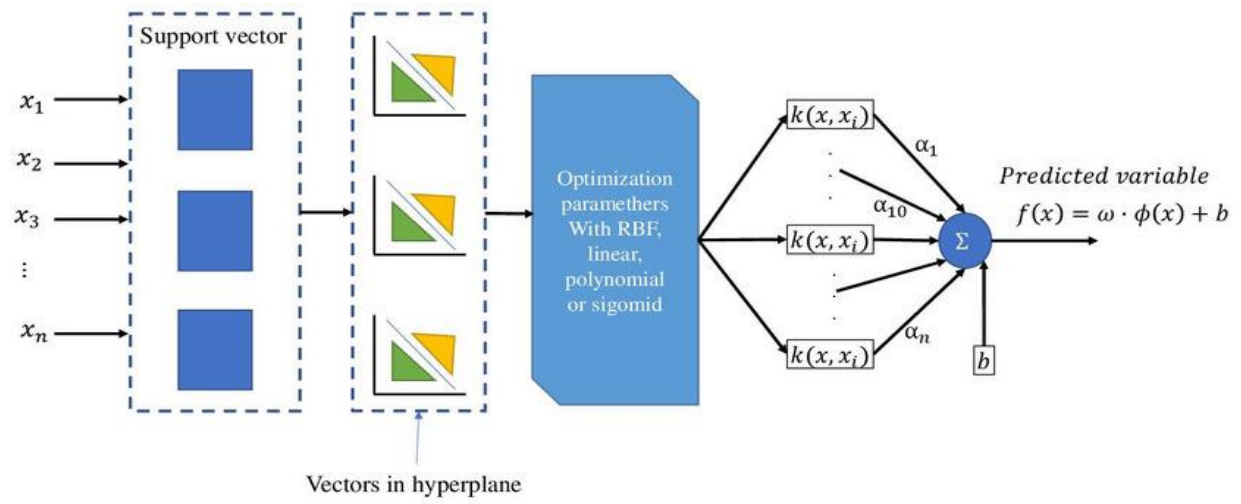 Support vector
x₁
x₂
x₃
...
xₙ
Vectors in hyperplane
Optimization
paramethers
With RBF,
linear,
polynomial
or sigomid
k(x, xᵢ)
k(x, xᵢ)
k(x, xᵢ)
α₁
α₁₀
αₙ
Σ
b
Predicted variable
f(x) = ω · ϕ(x) + b